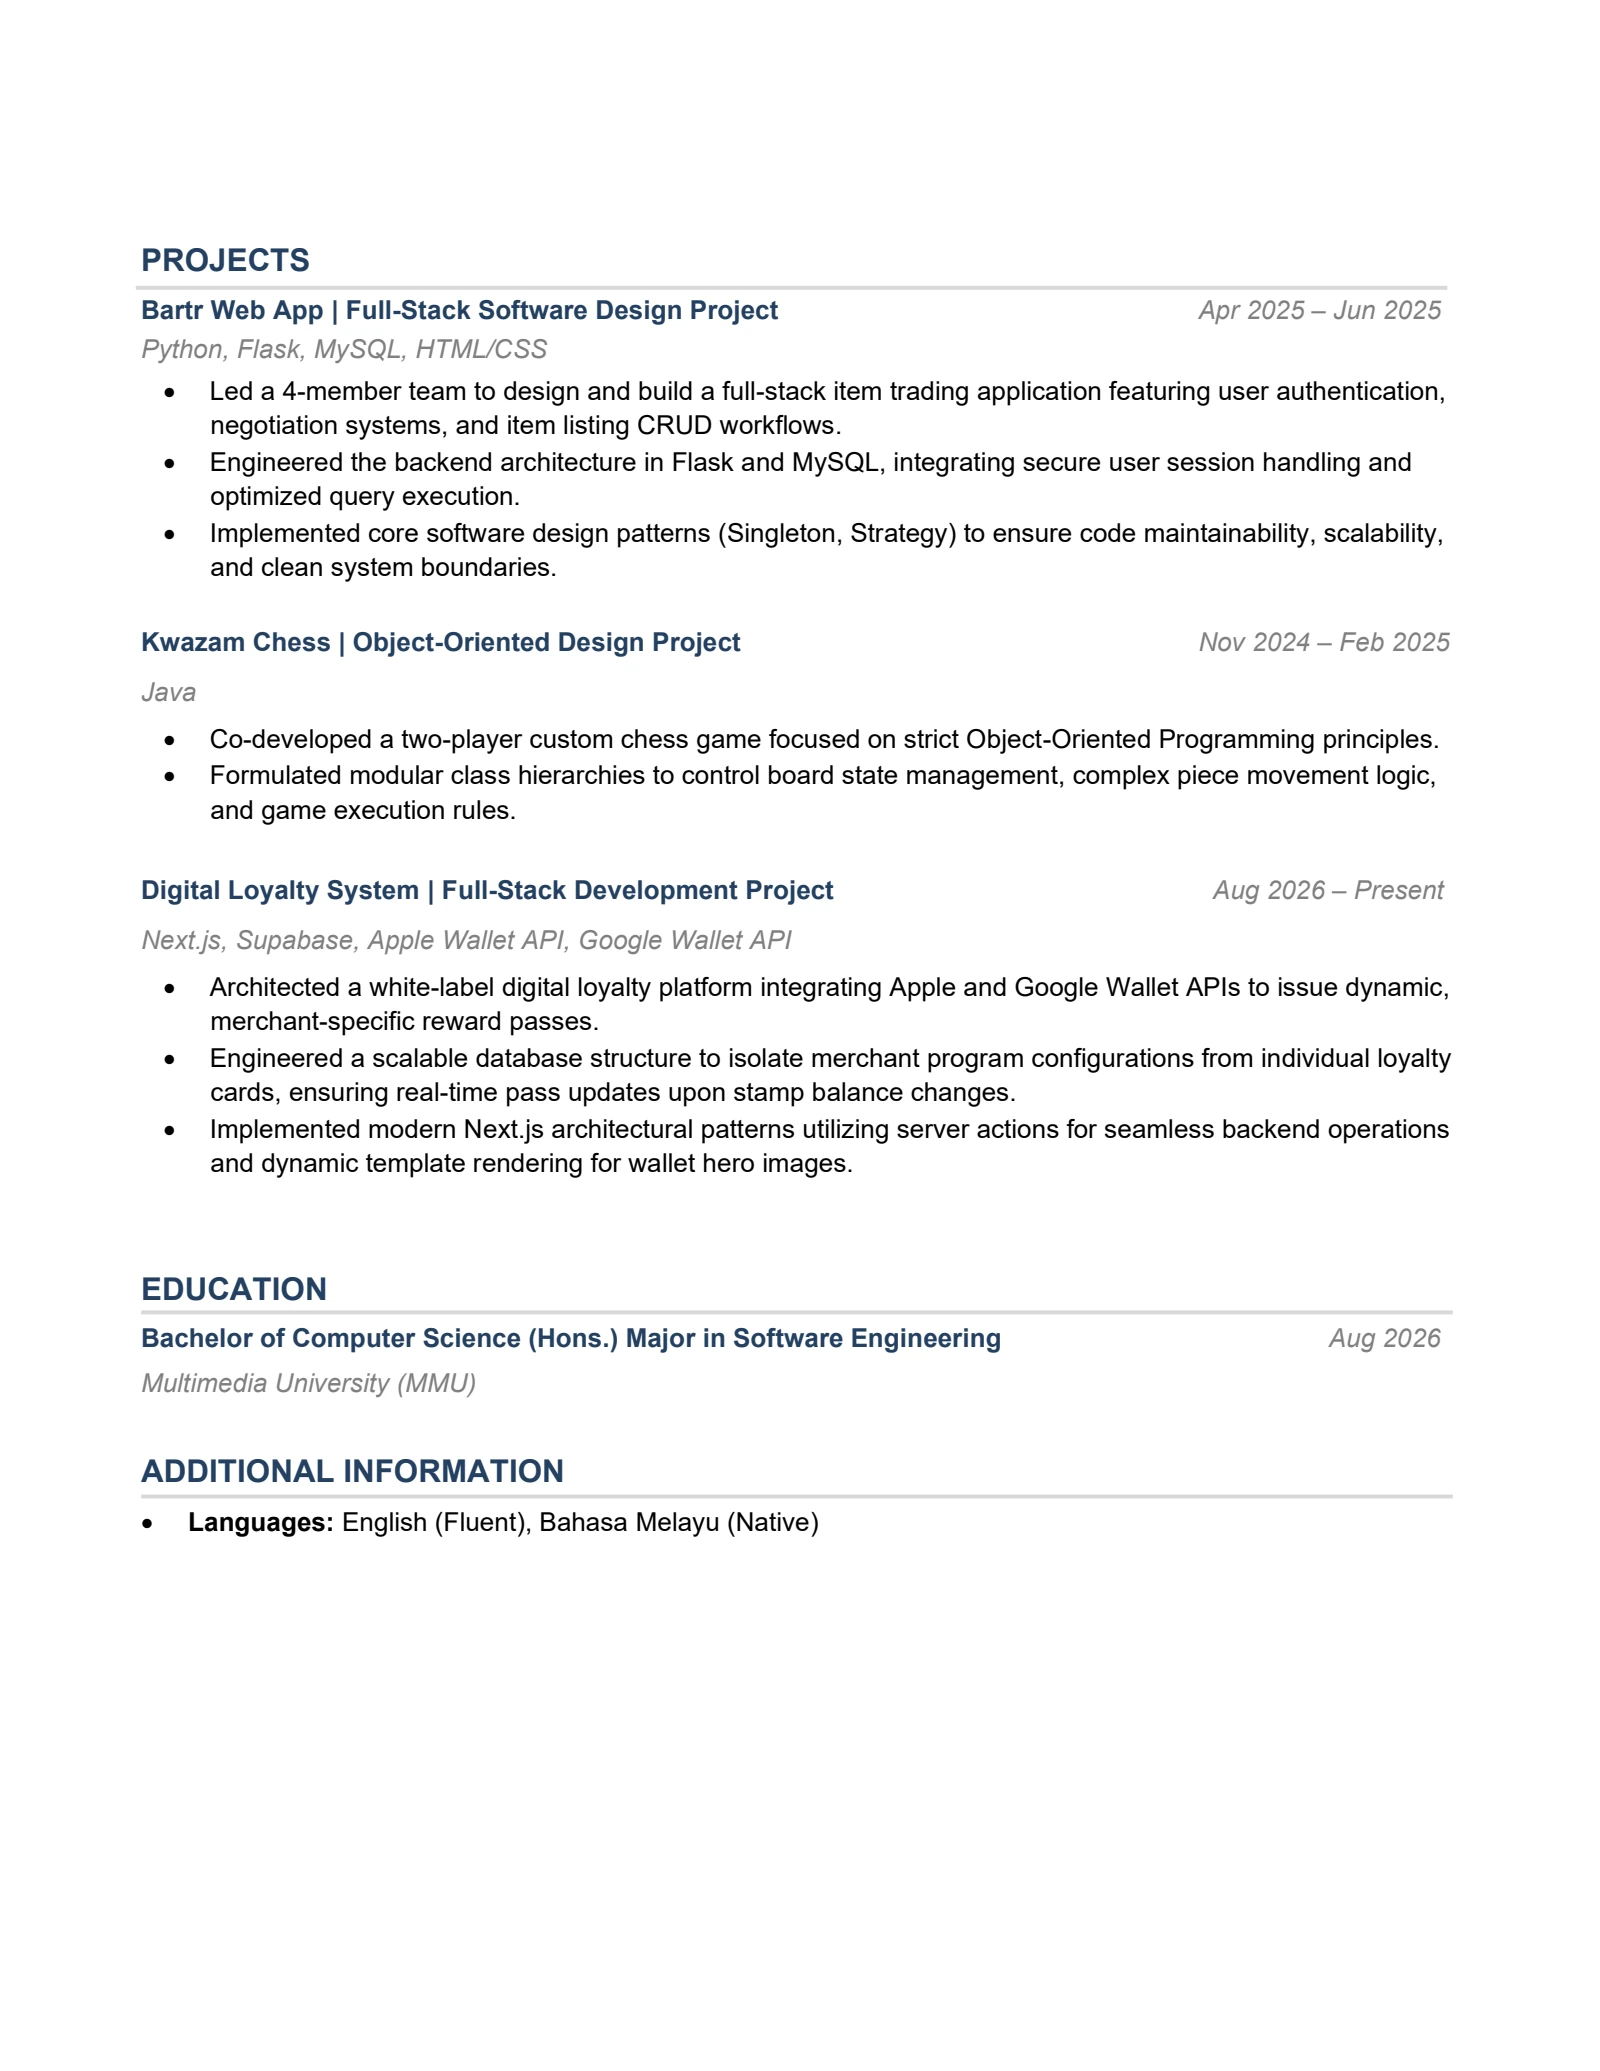 PROJECTS
Bartr Web App | Full-Stack Software Design Project Apr 2025 – Jun 2025
Python, Flask, MySQL, HTML/CSS
• Led a 4-member team to design and build a full-stack item trading application featuring user authentication,
negotiation systems, and item listing CRUD workflows.
• Engineered the backend architecture in Flask and MySQL, integrating secure user session handling and
optimized query execution.
• Implemented core software design patterns (Singleton, Strategy) to ensure code maintainability, scalability,
and clean system boundaries.
Kwazam Chess | Object-Oriented Design Project Nov 2024 – Feb 2025
Java
• Co-developed a two-player custom chess game focused on strict Object-Oriented Programming principles.
• Formulated modular class hierarchies to control board state management, complex piece movement logic,
and game execution rules.
Digital Loyalty System | Full-Stack Development Project Aug 2026 – Present
Next.js, Supabase, Apple Wallet API, Google Wallet API
• Architected a white-label digital loyalty platform integrating Apple and Google Wallet APIs to issue dynamic,
merchant-specific reward passes.
• Engineered a scalable database structure to isolate merchant program configurations from individual loyalty
cards, ensuring real-time pass updates upon stamp balance changes.
• Implemented modern Next.js architectural patterns utilizing server actions for seamless backend operations
and dynamic template rendering for wallet hero images.
EDUCATION
Bachelor of Computer Science (Hons.) Major in Software Engineering Aug 2026
Multimedia University (MMU)
ADDITIONAL INFORMATION
• Languages: English (Fluent), Bahasa Melayu (Native)